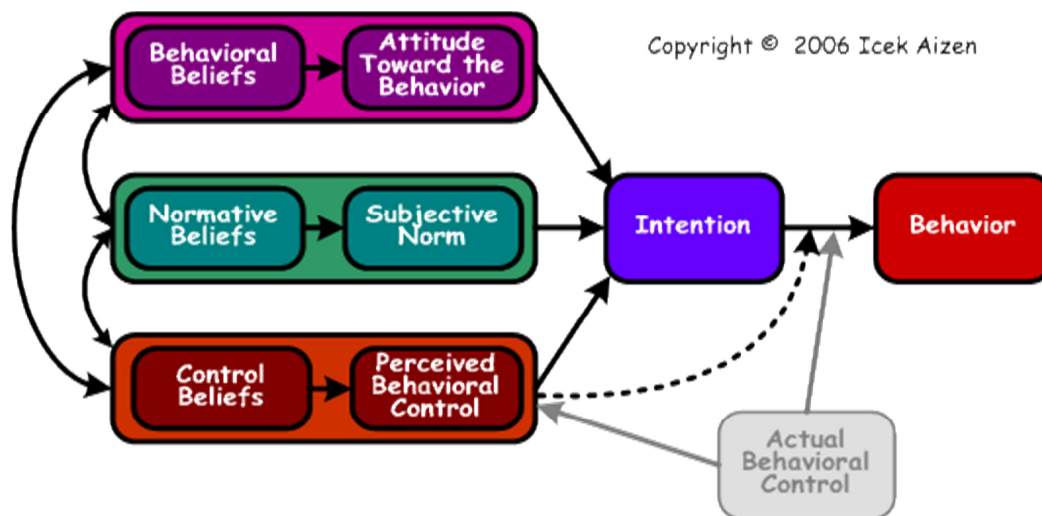 Behavioral
Beliefs
Attitude
Toward the
Behavior
Copyright © 2006 Icek Aizen
Normative
Beliefs
Subjective
Norm
Intention
Behavior
Control
Beliefs
Perceived
Behavioral
Control
Actual
Behavioral
Control